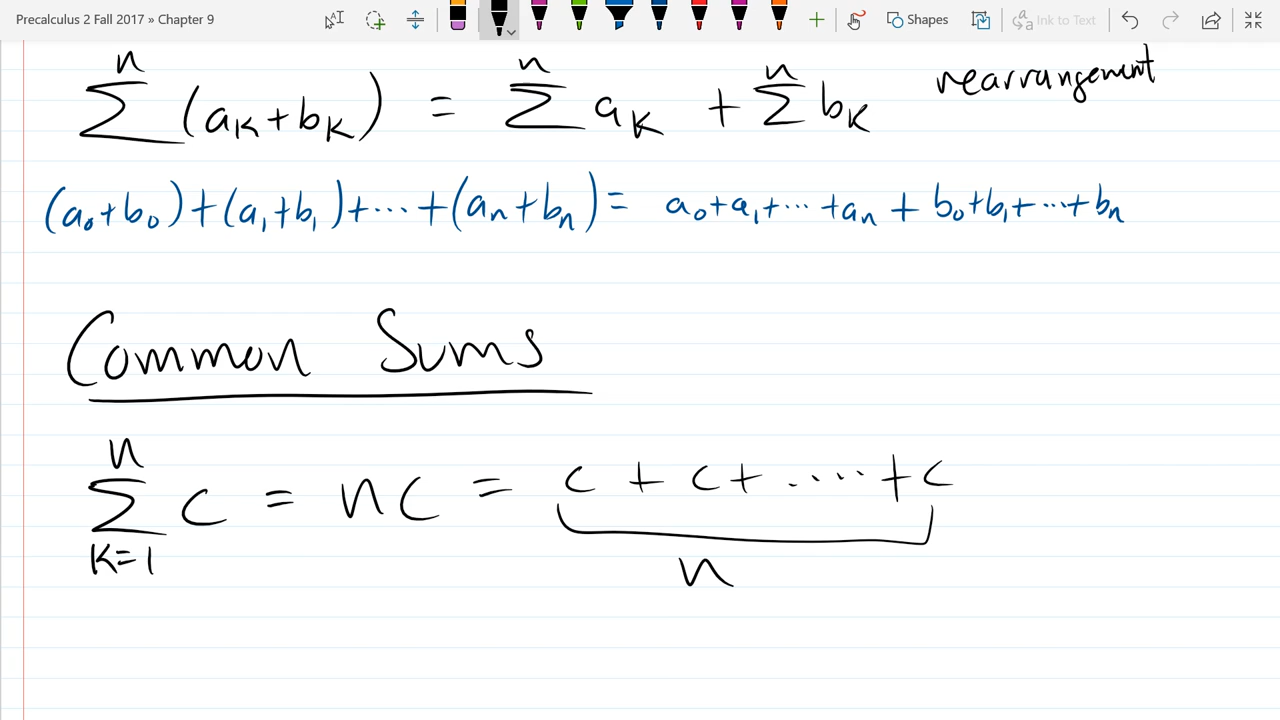 Precalculus 2 Fall 2017 » Chapter 9 Shapes Ink to Text
n n n rearrangement
∑ (aₖ+bₖ) = ∑ aₖ + ∑ bₖ
(a₀+b₀)+(a₁+b₁)+...+(aₙ+bₙ)= a₀+a₁+...+aₙ + b₀+b₁+...+bₙ
Common Sums
n
∑ c = nc = c + c + ..... + c
k=1
n